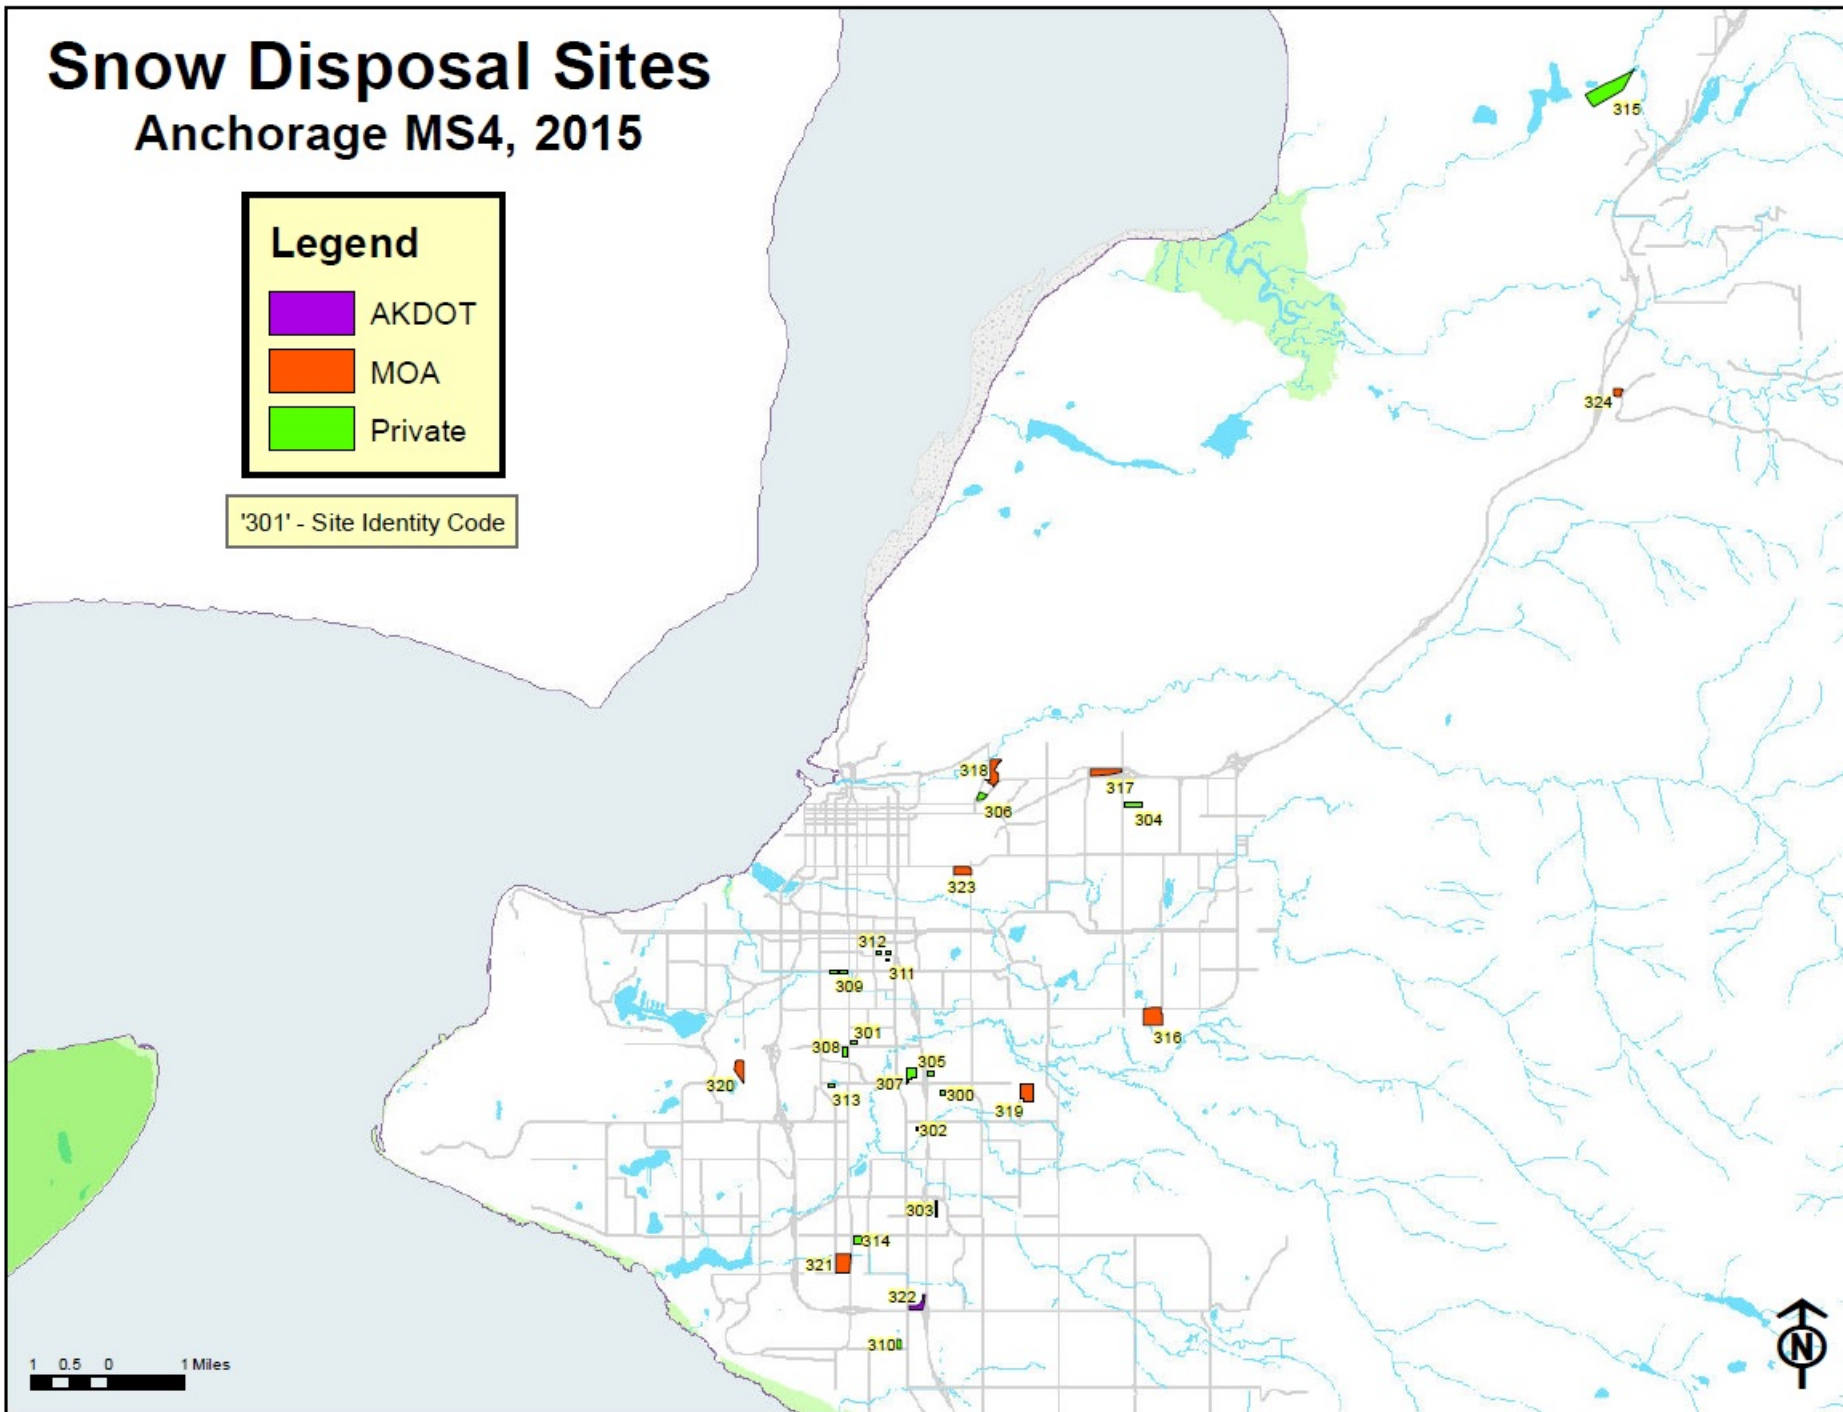 Snow Disposal Sites
Anchorage MS4, 2015
Legend
AKDOT
MOA
Private
'301' - Site Identity Code
315
324
318
317
306
304
323
312
311
309
316
301
308
305
320
307
313
300
319
302
303
314
321
322
310
1 0.5 0 1 Miles
N